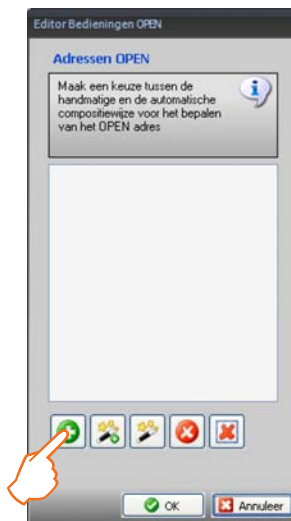 Editor Bedieningen OPEN
Adressen OPEN
Maak een keuze tussen de
handmatige en de automatische
compositiewijze voor het bepalen
van het OPEN adres
OK
Annuleer